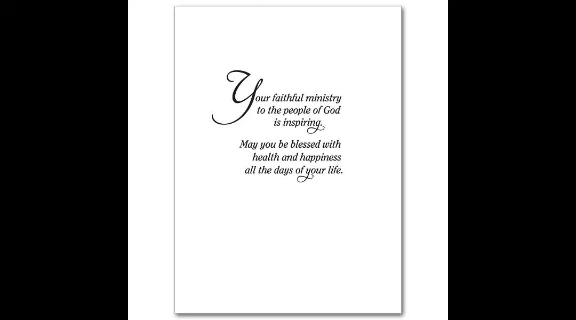 Your faithful ministry
to the people of God
is inspiring.
May you be blessed with
health and happiness
all the days of your life.